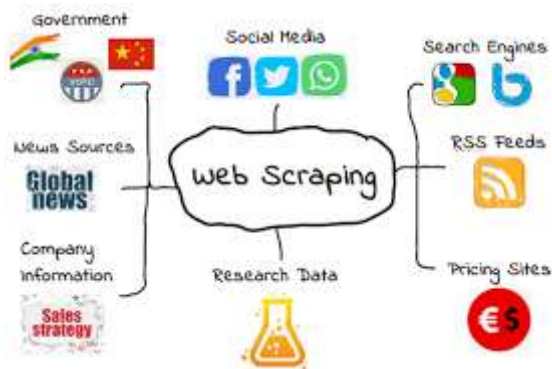 Government
Social Media
Search Engines
News Sources
Global
news
Web Scraping
RSS Feeds
Company
Information
Sales
strategy
Research Data
Pricing Sites
€$